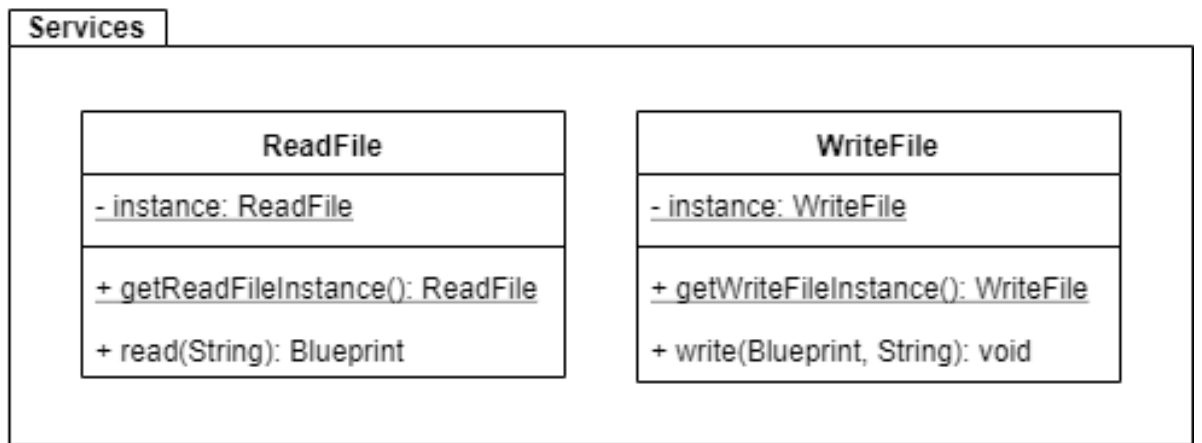 Services
ReadFile
- instance: ReadFile
+ getReadFileInstance(): ReadFile
+ read(String): Blueprint
WriteFile
- instance: WriteFile
+ getWriteFileInstance(): WriteFile
+ write(Blueprint, String): void